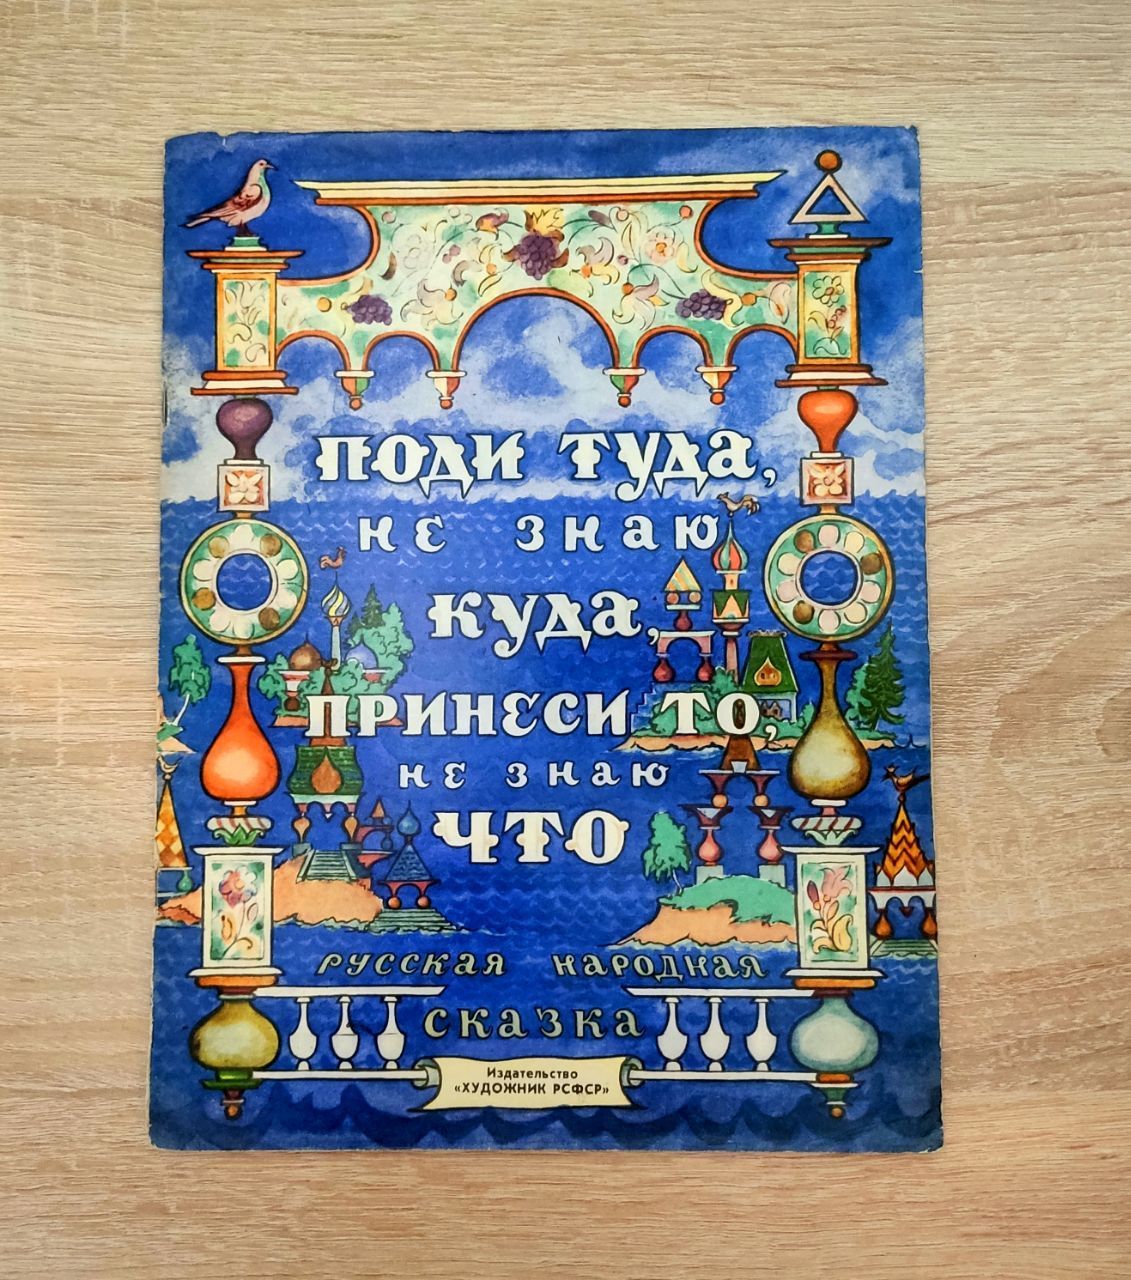 Поди туда,
не знаю
куда,
принеси то,
не знаю
что
русская народная
сказка
Издательство
«ХУДОЖНИК РСФСР»